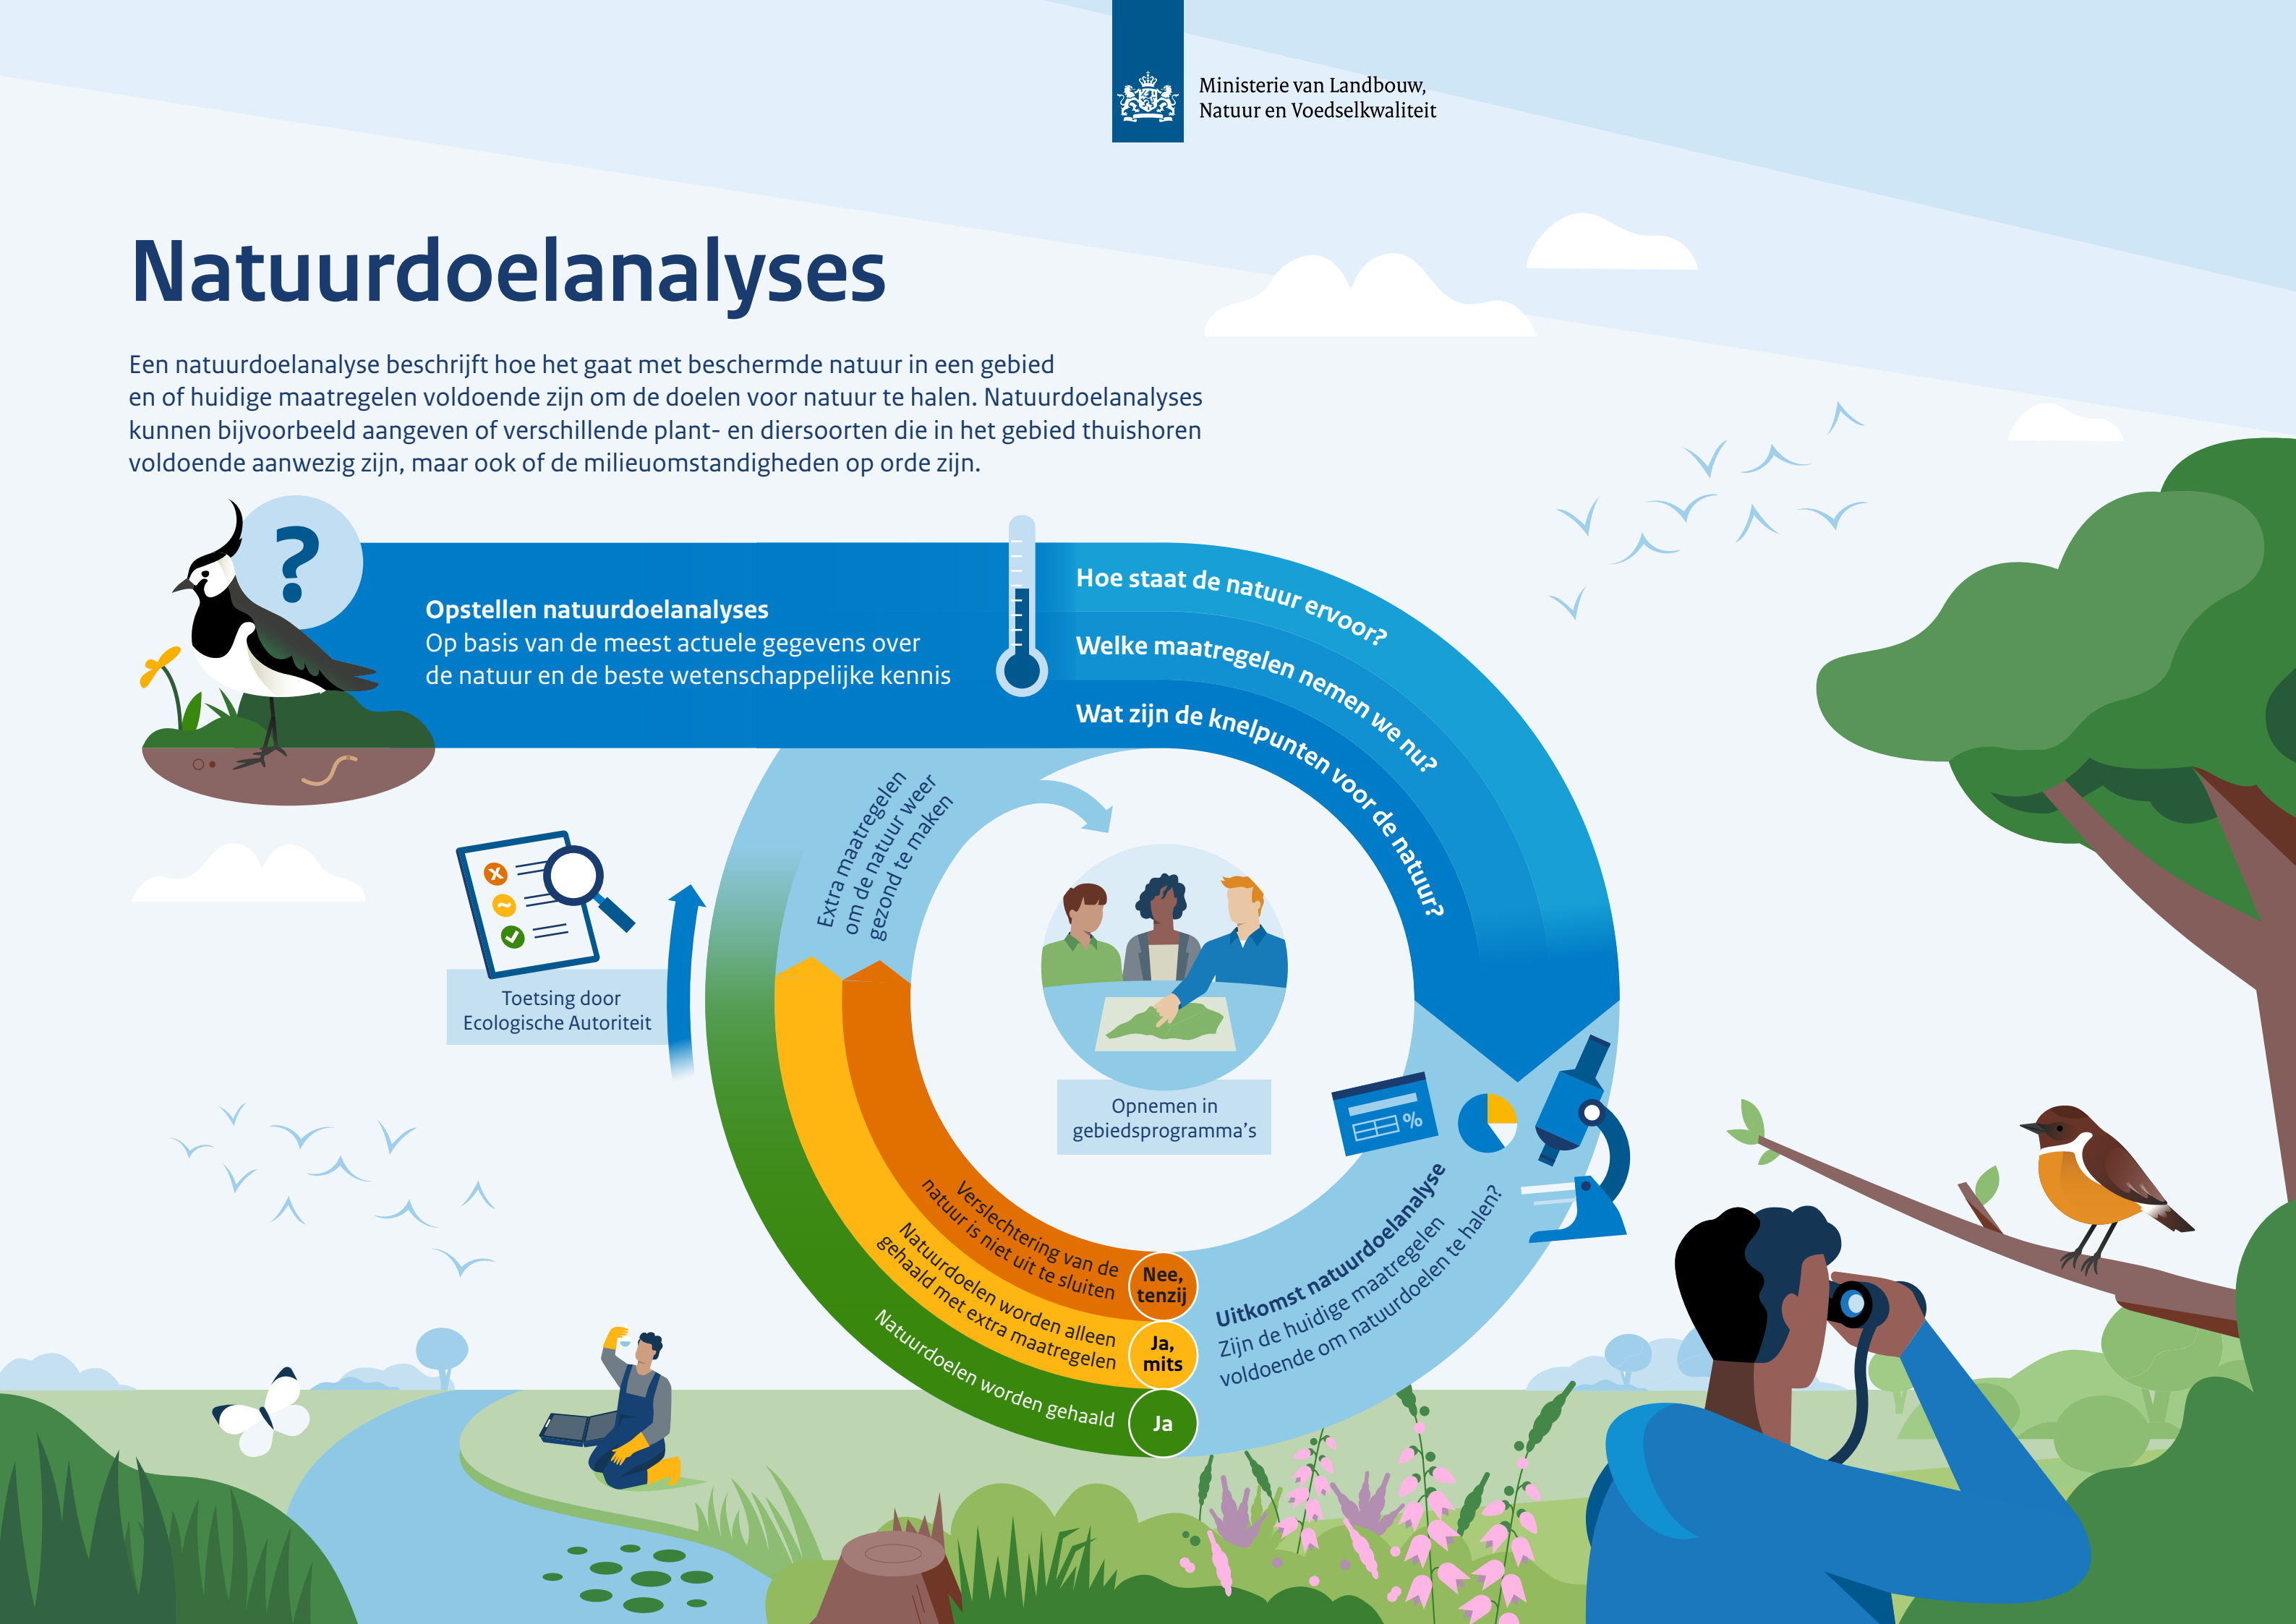 Ministerie van Landbouw,
Natuur en Voedselkwaliteit
Natuurdoelanalyses
Een natuurdoelanalyse beschrijft hoe het gaat met beschermde natuur in een gebied
en of huidige maatregelen voldoende zijn om de doelen voor natuur te halen. Natuurdoelanalyses
kunnen bijvoorbeeld aangeven of verschillende plant- en diersoorten die in het gebied thuishoren
voldoende aanwezig zijn, maar ook of de milieuomstandigheden op orde zijn.
?
Opstellen natuurdoelanalyses
Op basis van de meest actuele gegevens over
de natuur en de beste wetenschappelijke kennis
Hoe staat de natuur ervoor?
Welke maatregelen nemen we nu?
Wat zijn de knelpunten voor de natuur?
%
Uitkomst natuurdoelanalyse
Zijn de huidige maatregelen
voldoende om natuurdoelen te halen?
Nee,
tenzij
Verslechtering van de
natuur is niet uit te sluiten
Ja,
mits
Natuurdoelen worden alleen
gehaald met extra maatregelen
Ja
Natuurdoelen worden gehaald
Toetsing door
Ecologische Autoriteit
Extra maatregelen
om de natuur weer
gezond te maken
Opnemen in
gebiedsprogramma's